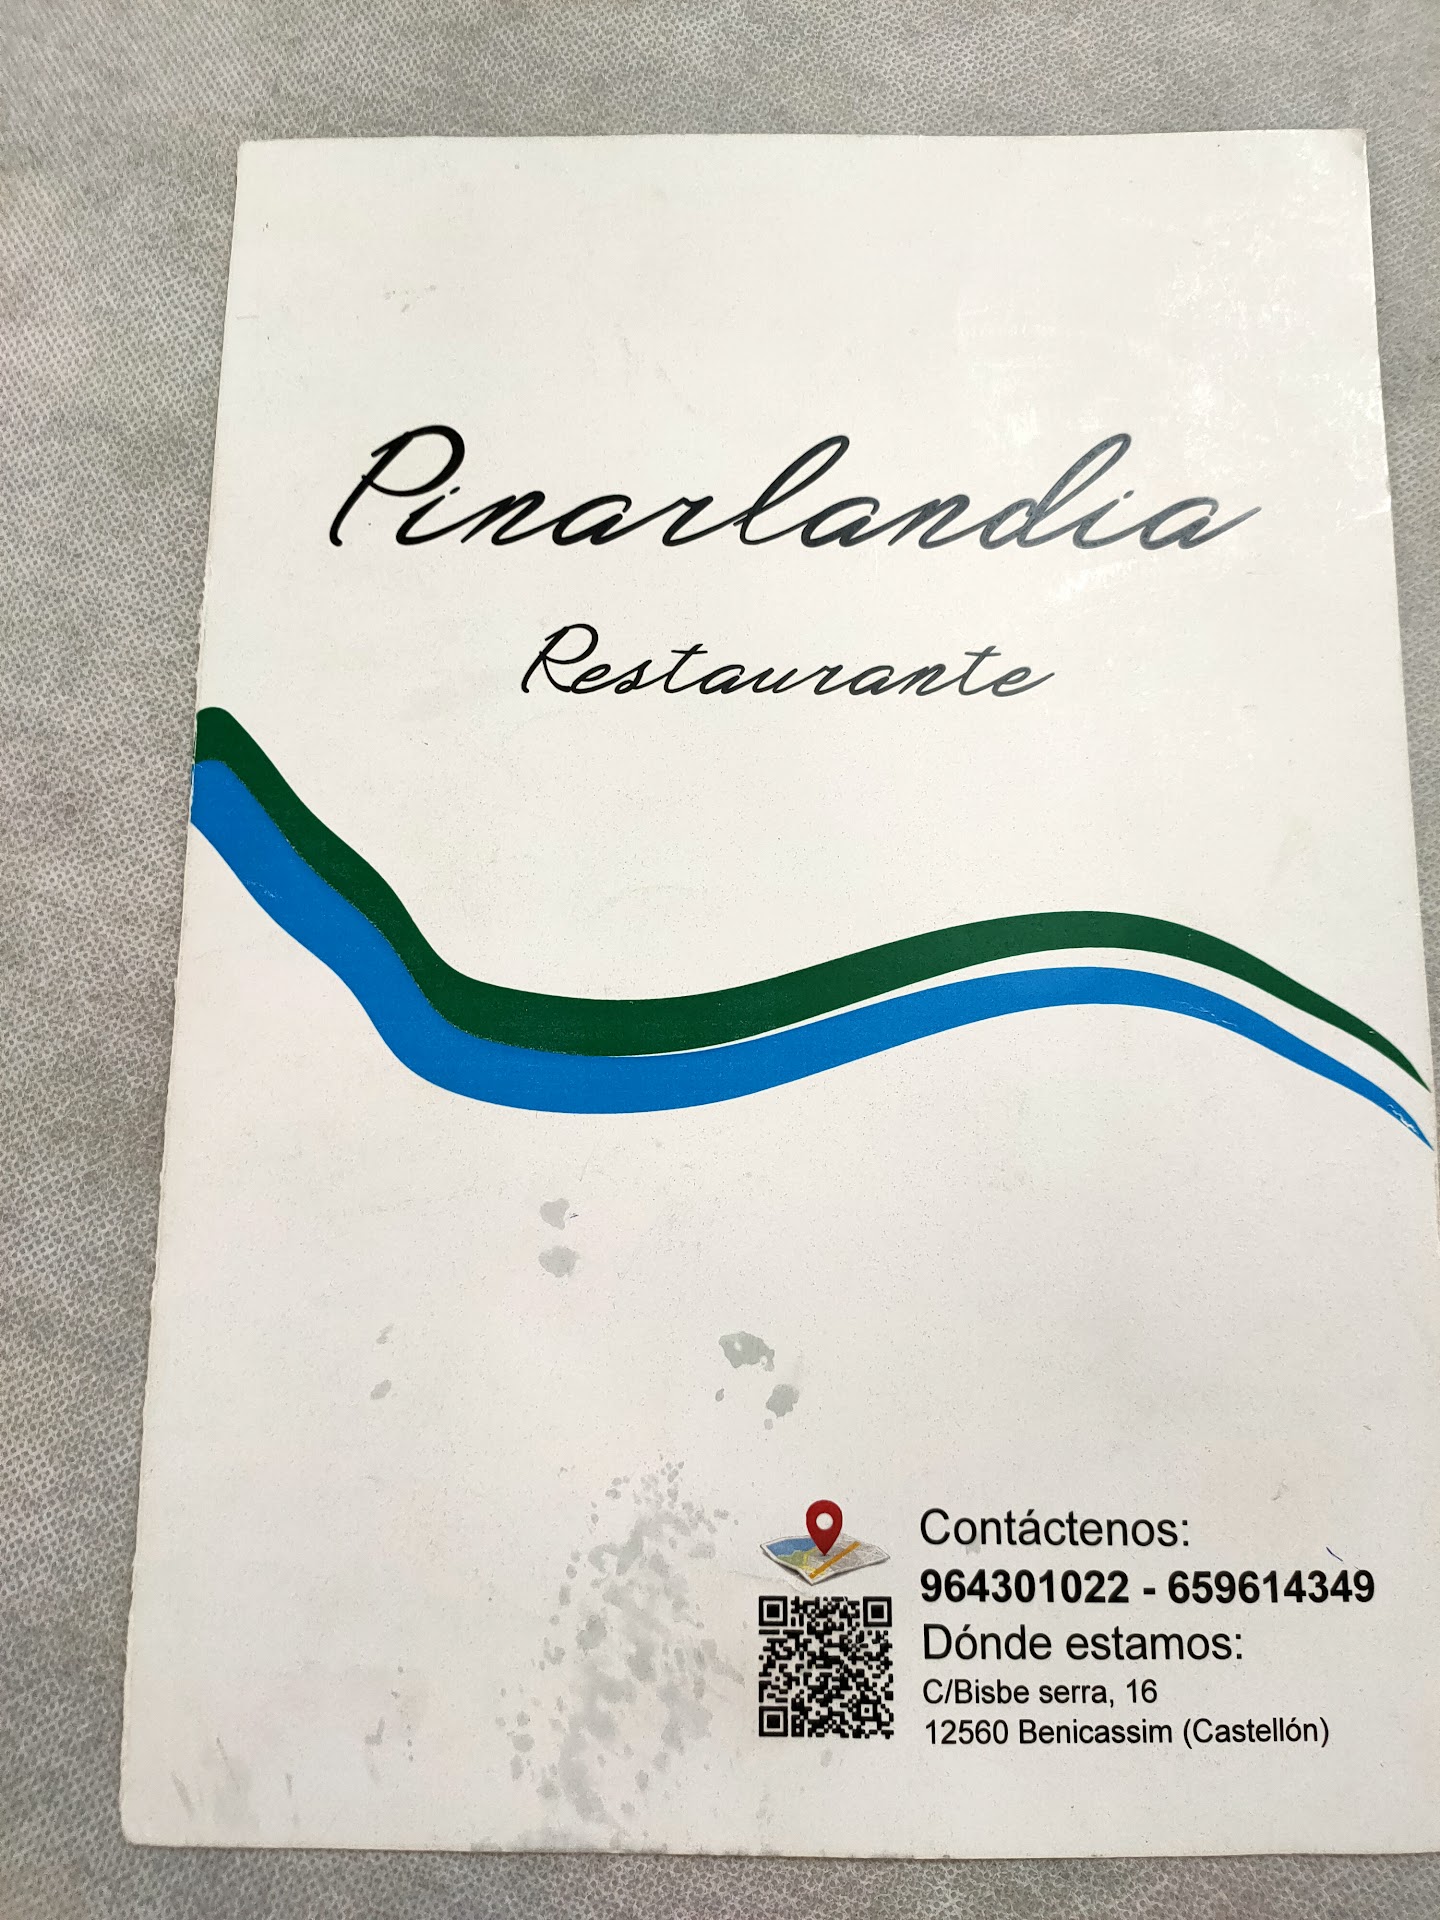 Pinarlandia
Restaurante
Contáctenos:
964301022 - 659614349
Dónde estamos:
C/Bisbe serra, 16
12560 Benicassim (Castellón)